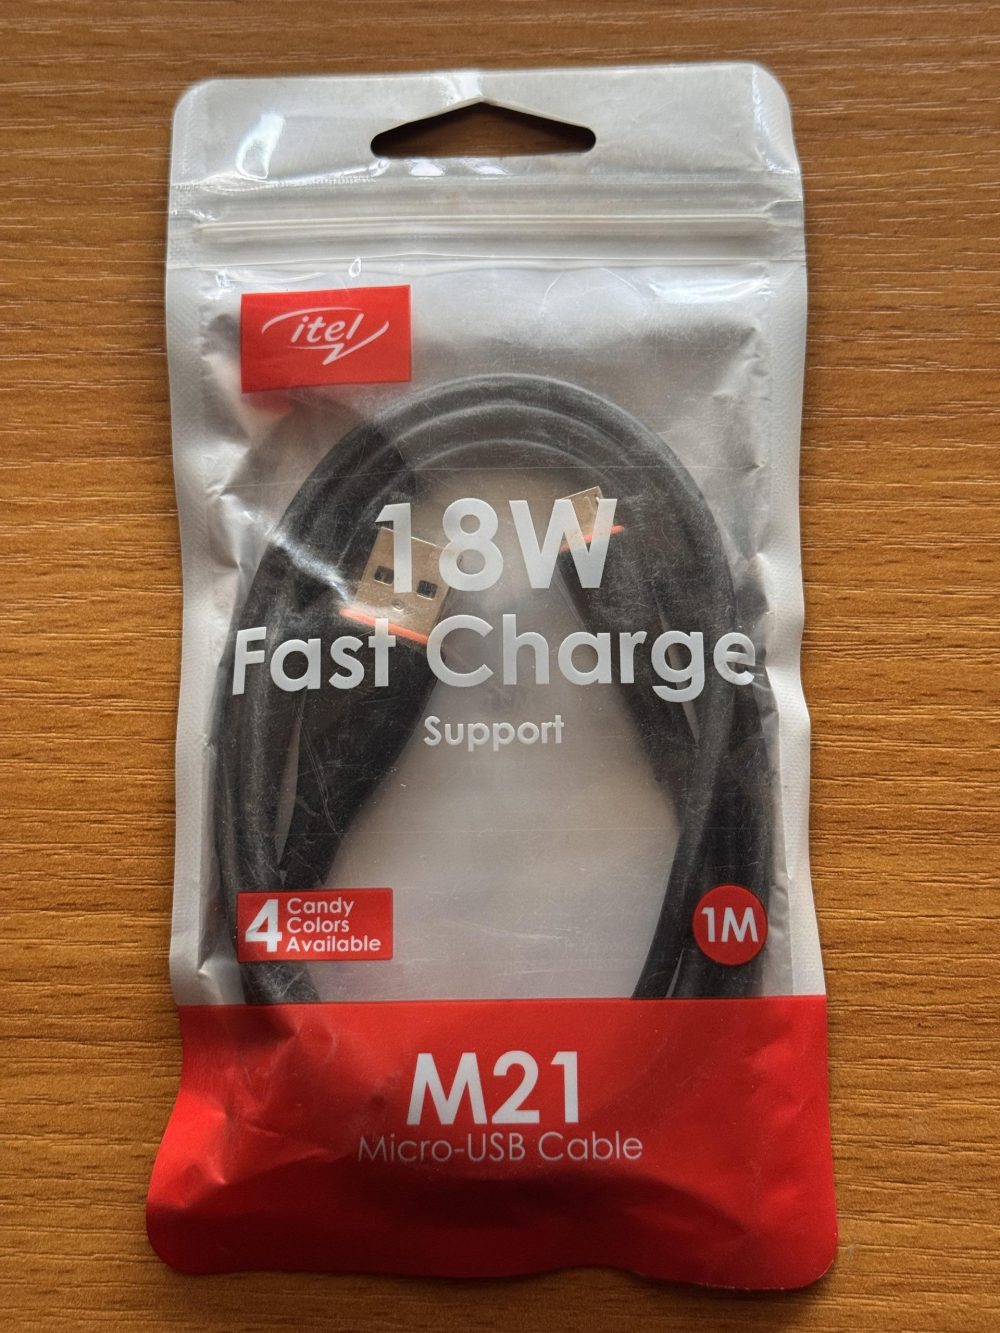 itel
18W
Fast Charge
Support
4 Candy
Colors
Available
1M
M21
Micro-USB Cable